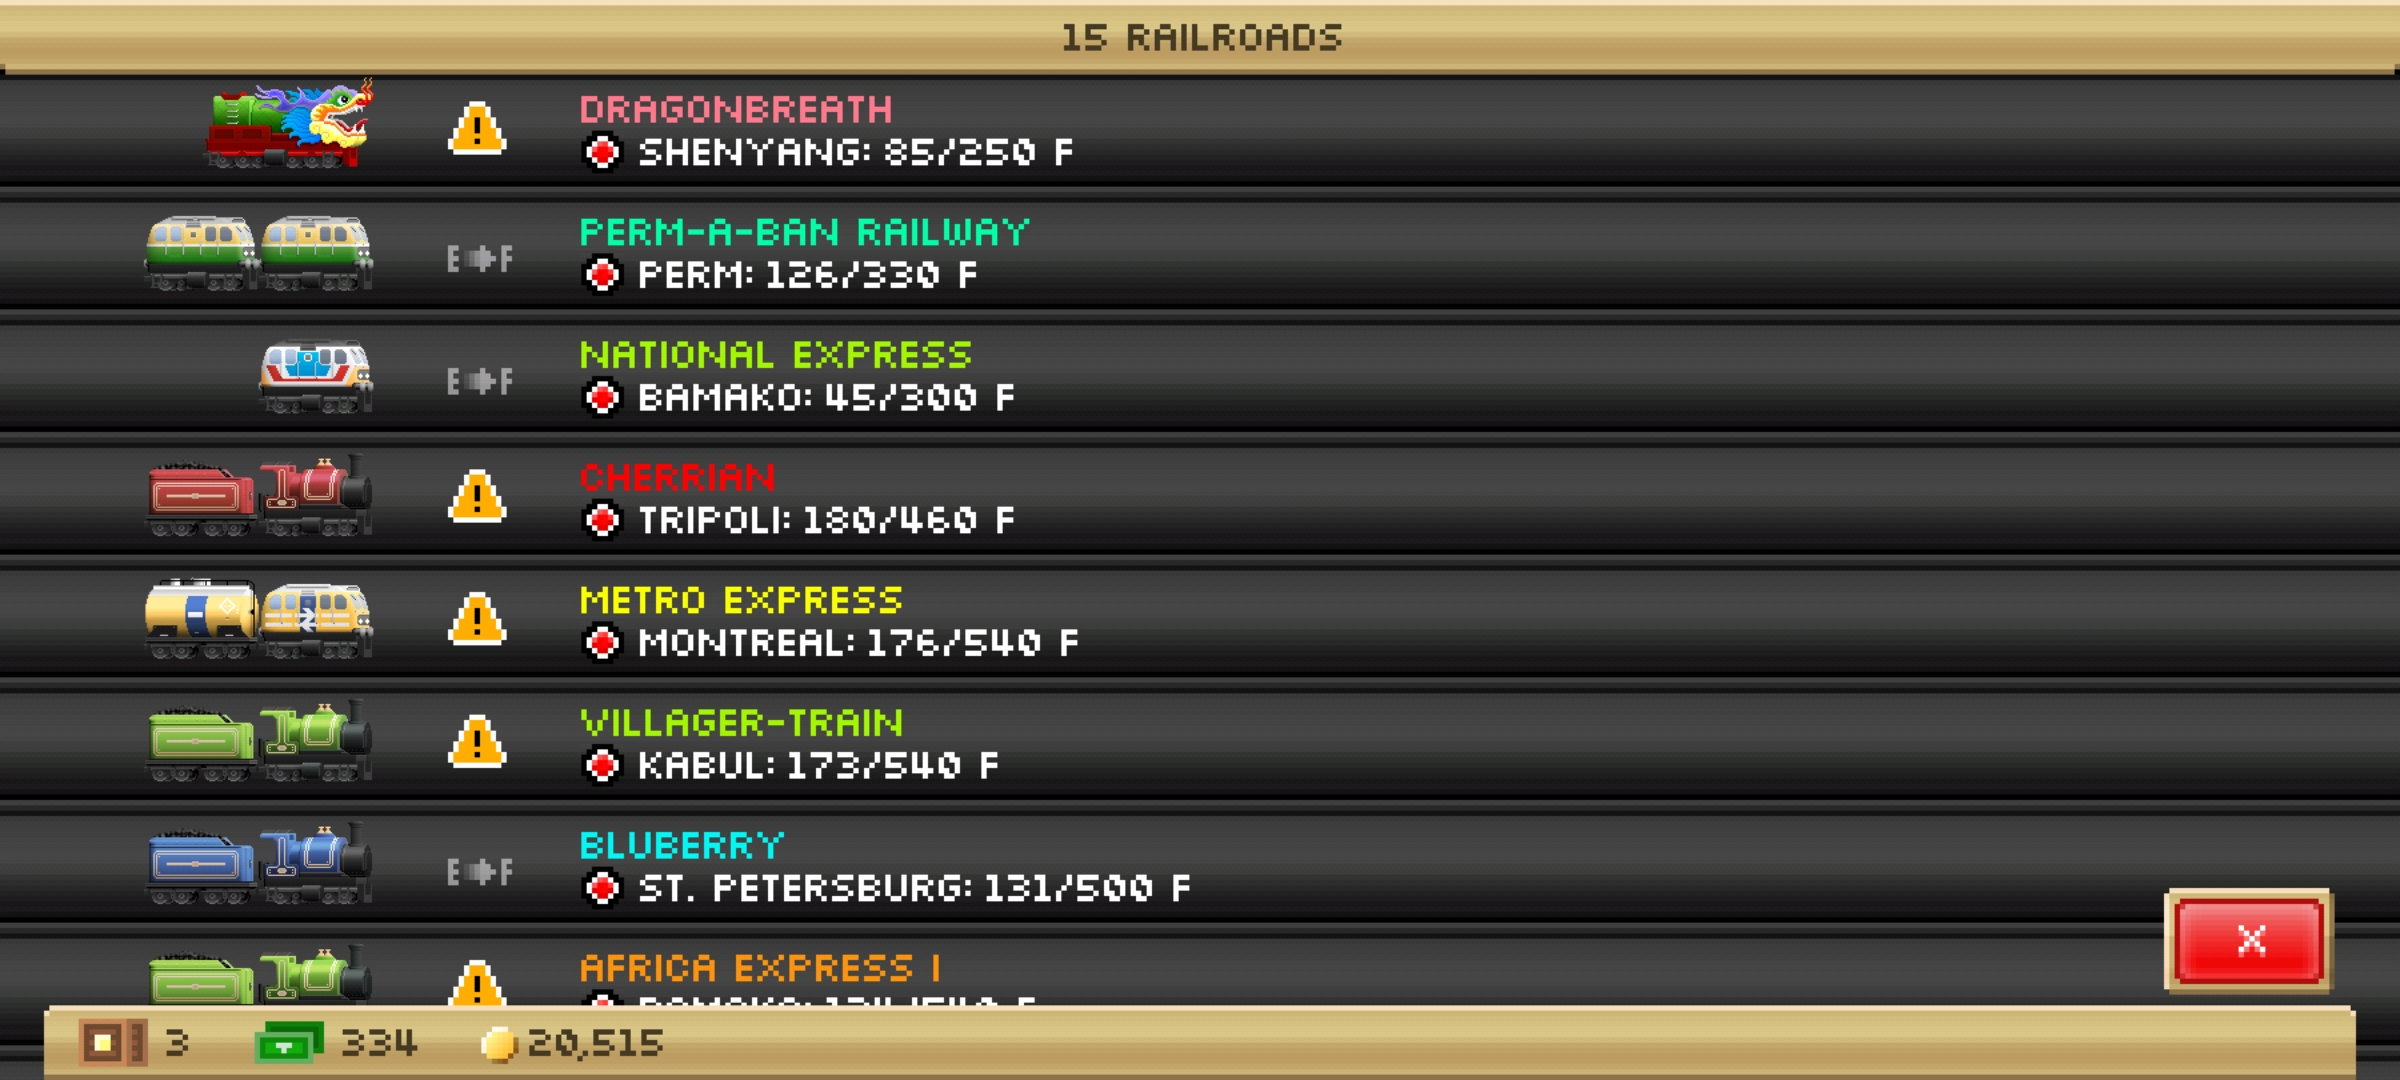 15 RAILROADS
DRAGONBREATH
SHENYANG: 85/250 F
PERM-A-BAN RAILWAY
E F
PERM: 126/330 F
NATIONAL EXPRESS
E F
BAMAKO: 45/300 F
CHERRIAN
TRIPOLI: 180/460 F
METRO EXPRESS
MONTREAL: 176/540 F
VILLAGER-TRAIN
KABUL: 173/540 F
BLUBERRY
E F
ST. PETERSBURG: 131/500 F
X
AFRICA EXPRESS I
3 334 20,515